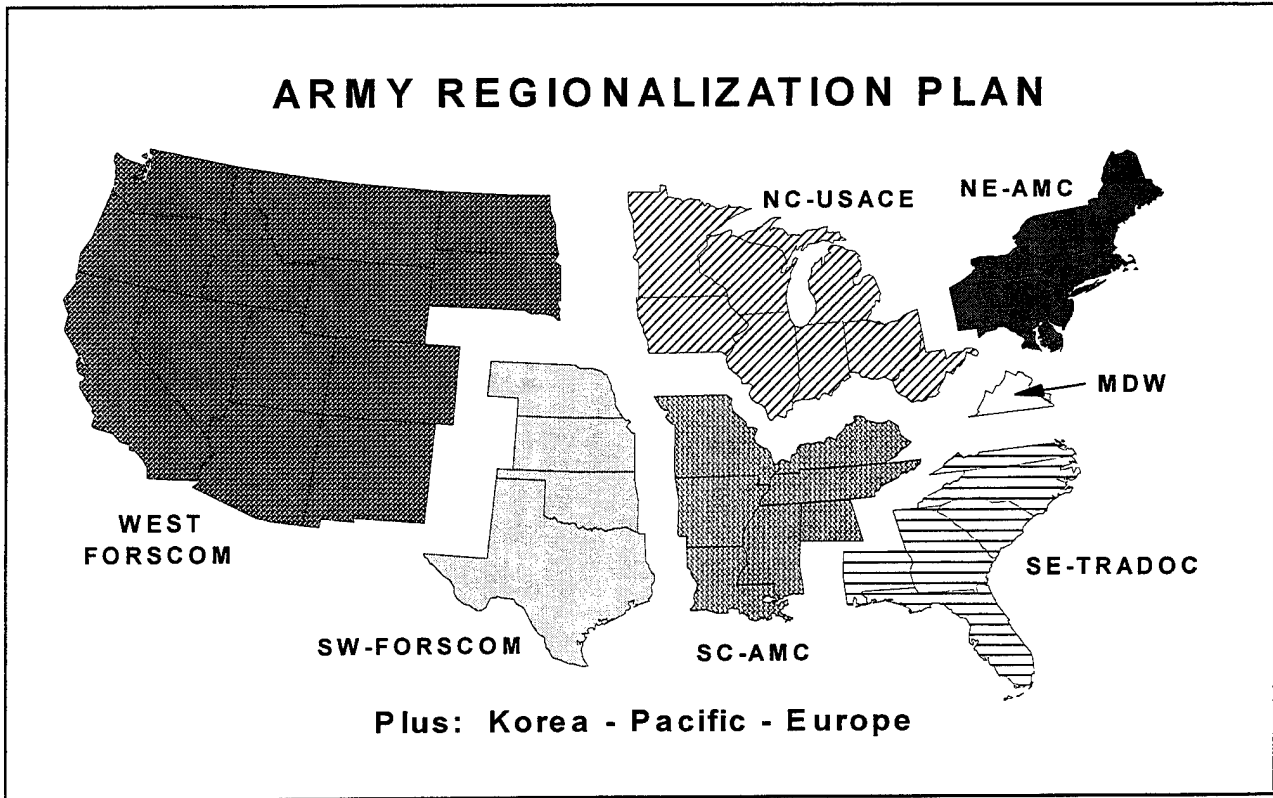 ARMY REGIONALIZATION PLAN
NC-USACE
NE-AMC
MDW
WEST
FORSCOM
SW-FORSCOM
SC-AMC
SE-TRADOC
Plus: Korea - Pacific - Europe